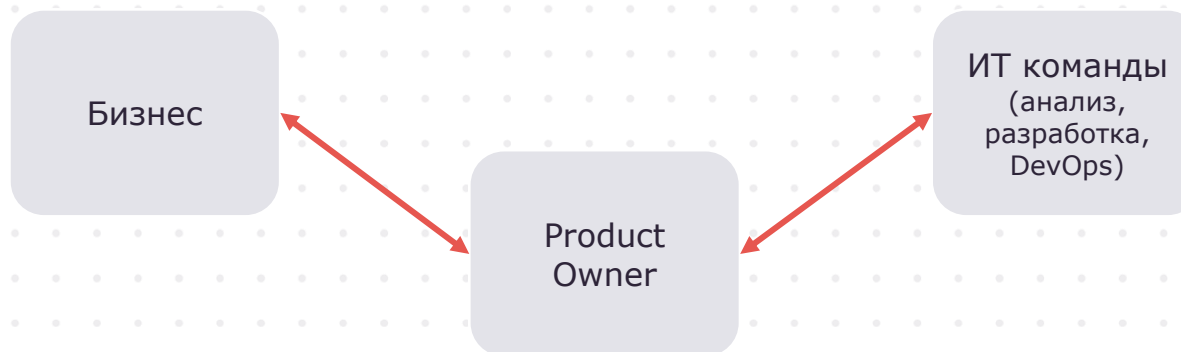 Бизнес
Product
Owner
ИТ команды
(анализ,
разработка,
DevOps)